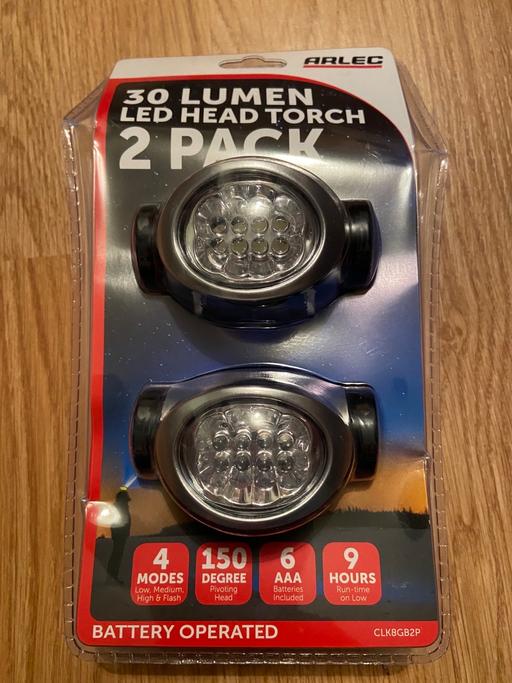 ARLEC
30 LUMEN
LED HEAD TORCH
2 PACK
4
MODES
Low, Medium,
High & Flash
150
DEGREE
Pivoting
Head
6
AAA
Batteries
Included
9
HOURS
Run-time
on Low
BATTERY OPERATED
CLK8GB2P